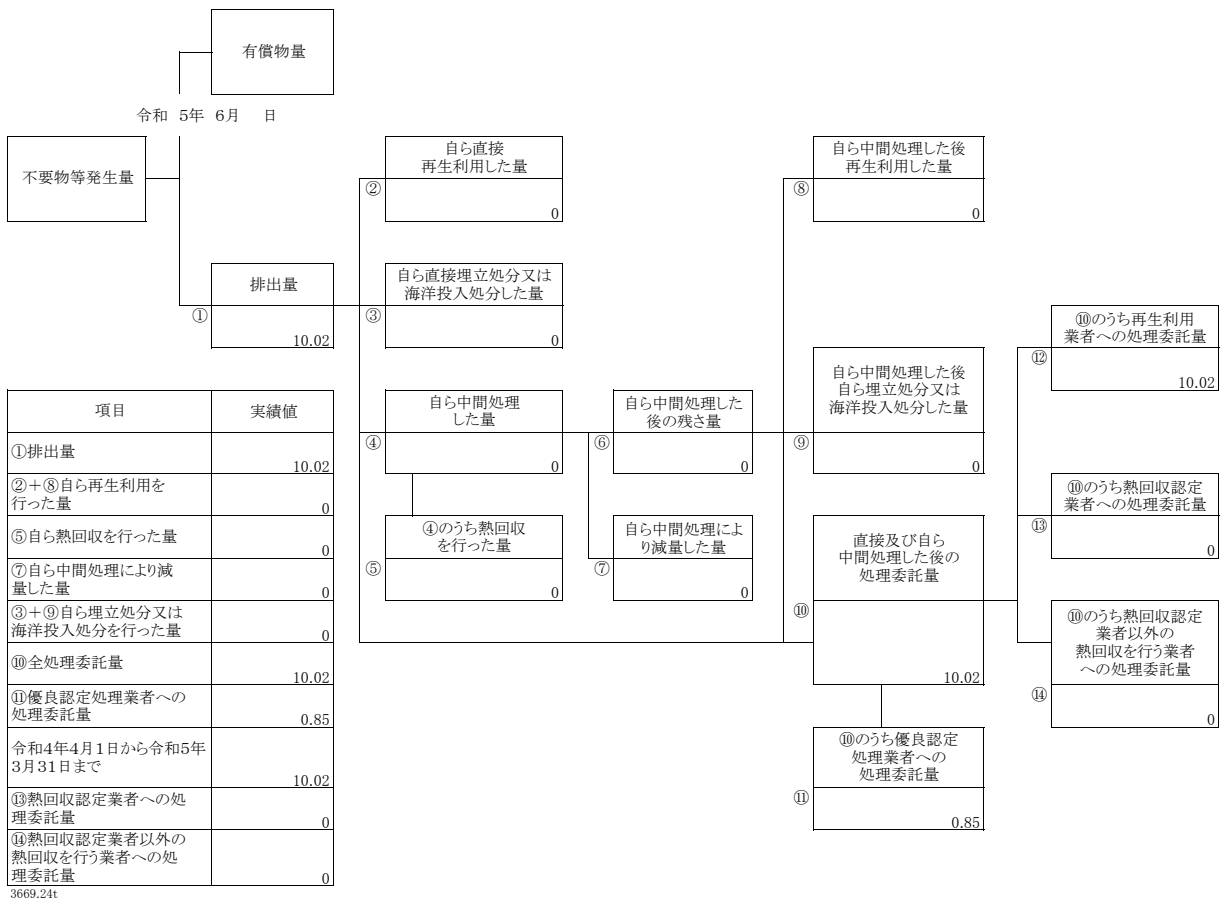 有償物量
令和 5年 6月 日
不要物等発生量
自ら直接
再生利用した量
②
0
自ら中間処理した後
再生利用した量
⑧
0
排出量
①
10.02
自ら直接埋立処分又は
海洋投入処分した量
③
0
⑩のうち再生利用
業者への処理委託量
⑫
10.02
自ら中間処理した後
自ら埋立処分又は
海洋投入処分した量
⑨
0
自ら中間処理
した量
④
0
自ら中間処理した
後の残さ量
⑥
0
⑩のうち熱回収認定
業者への処理委託量
⑬
0
④のうち熱回収
を行った量
⑤
0
自ら中間処理によ
り減量した量
⑦
0
直接及び自ら
中間処理した後の
処理委託量
⑩
10.02
⑩のうち熱回収認定
業者以外の
熱回収を行う業者
への処理委託量
⑭
0
⑩のうち優良認定
処理業者への
処理委託量
⑪
0.85
項目 実績値
①排出量
10.02
②+⑧自ら再生利用を
行った量
0
⑤自ら熱回収を行った量
0
⑦自ら中間処理により減
量した量
0
③+⑨自ら埋立処分又は
海洋投入処分を行った量
0
⑩全処理委託量
10.02
⑪優良認定処理業者への
処理委託量
0.85
令和4年4月1日から令和5年
3月31日まで
10.02
⑬熱回収認定業者への処
理委託量
0
⑭熱回収認定業者以外の
熱回収を行う業者への処
理委託量
0
3669.24t